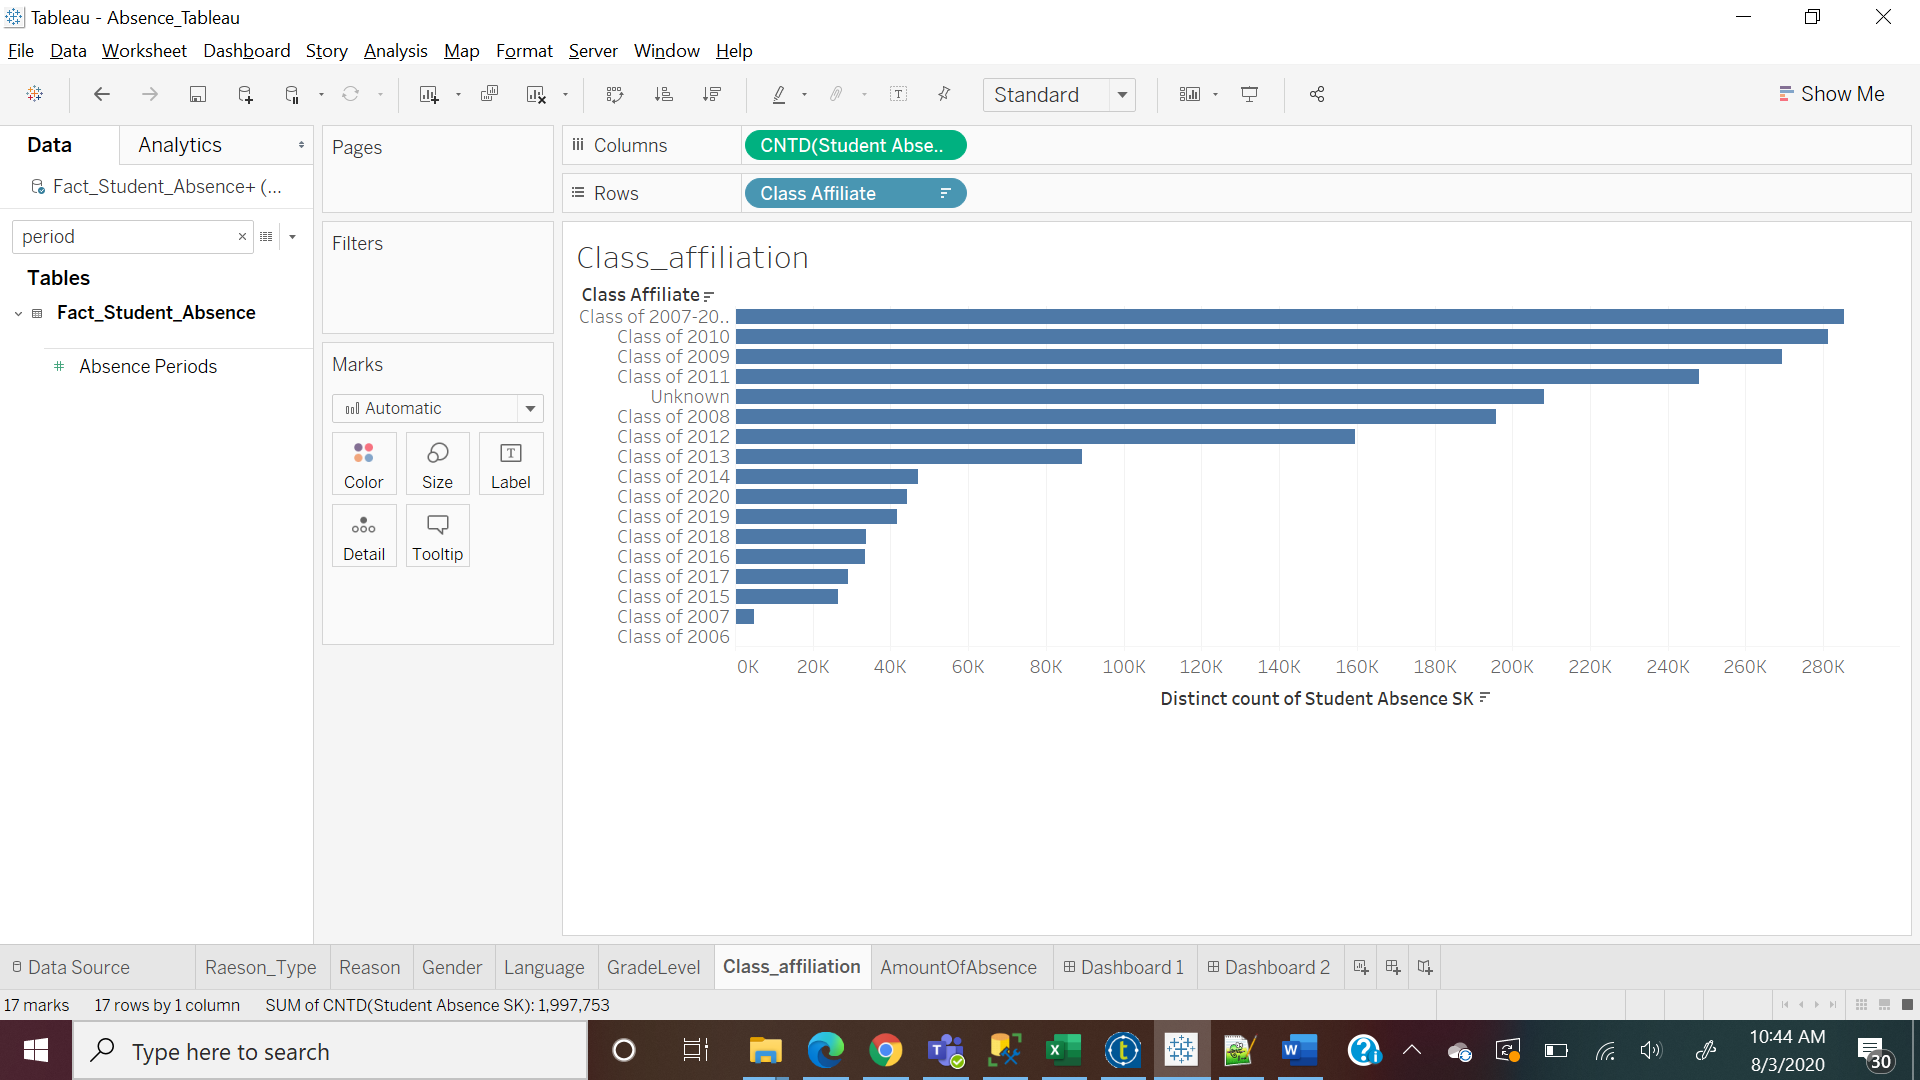 Tableau - Absence_Tableau
File Data Worksheet Dashboard Story Analysis Map Format Server Window Help
Standard
Show Me
Data Analytics
Fact_Student_Absence+ (...
period
Tables
Fact_Student_Absence
Absence Periods
Pages
Filters
Marks
Automatic
Color Size Label
Detail Tooltip
Columns CNTD(Student Abse..
Rows Class Affiliate
Class_affiliation
Class Affiliate
Class of 2007-20..
Class of 2010
Class of 2009
Class of 2011
Unknown
Class of 2008
Class of 2012
Class of 2013
Class of 2014
Class of 2020
Class of 2019
Class of 2018
Class of 2016
Class of 2017
Class of 2015
Class of 2007
Class of 2006
0K 20K 40K 60K 80K 100K 120K 140K 160K 180K 200K 220K 240K 260K 280K
Distinct count of Student Absence SK
Data Source Raeson_Type Reason Gender Language GradeLevel Class_affiliation AmountOfAbsence Dashboard 1 Dashboard 2
17 marks 17 rows by 1 column SUM of CNTD(Student Absence SK): 1,997,753
Type here to search
10:44 AM
8/3/2020
30